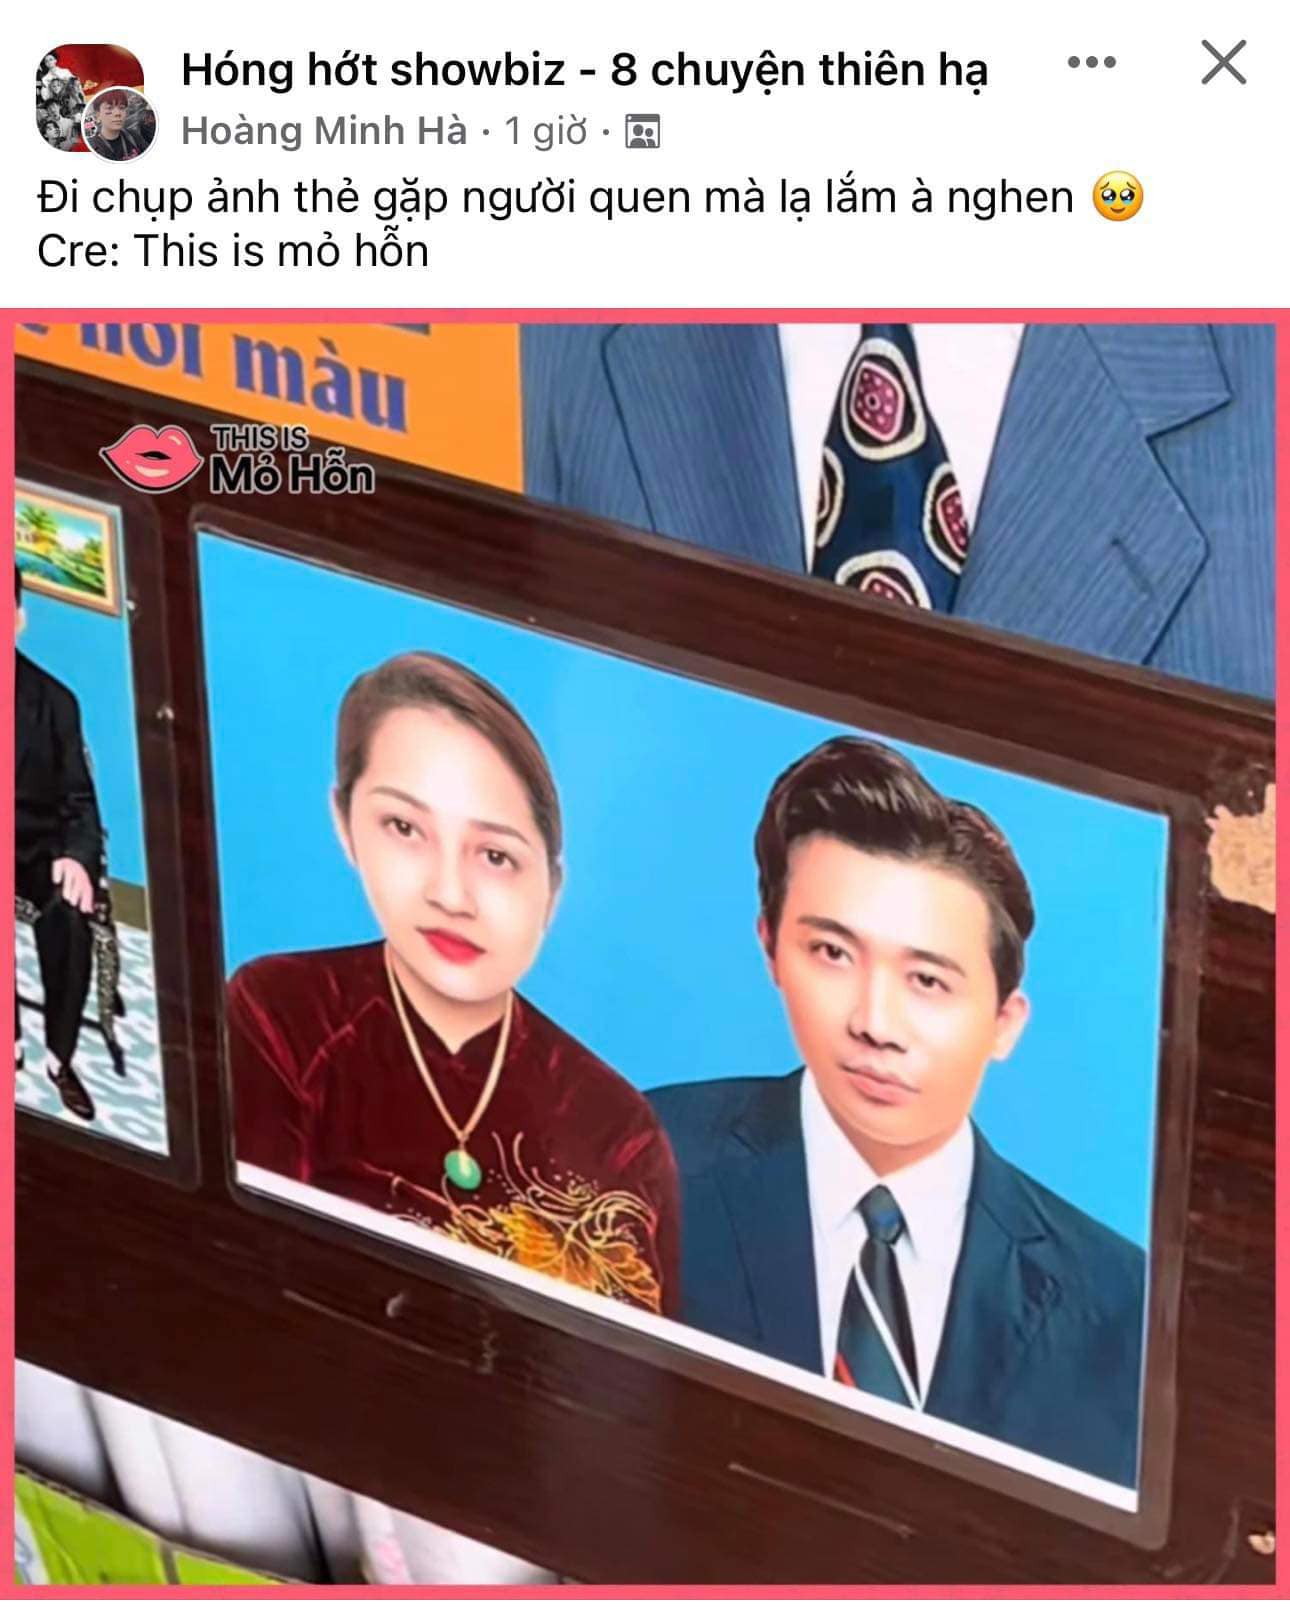 Hóng hớt showbiz - 8 chuyện thiên hạ
Hoàng Minh Hà · 1 giờ ·
Đi chụp ảnh thẻ gặp người quen mà lạ lắm à nghen 🥹
Cre: This is mỏ hỗn
màu
THIS IS
Mỏ Hỗn